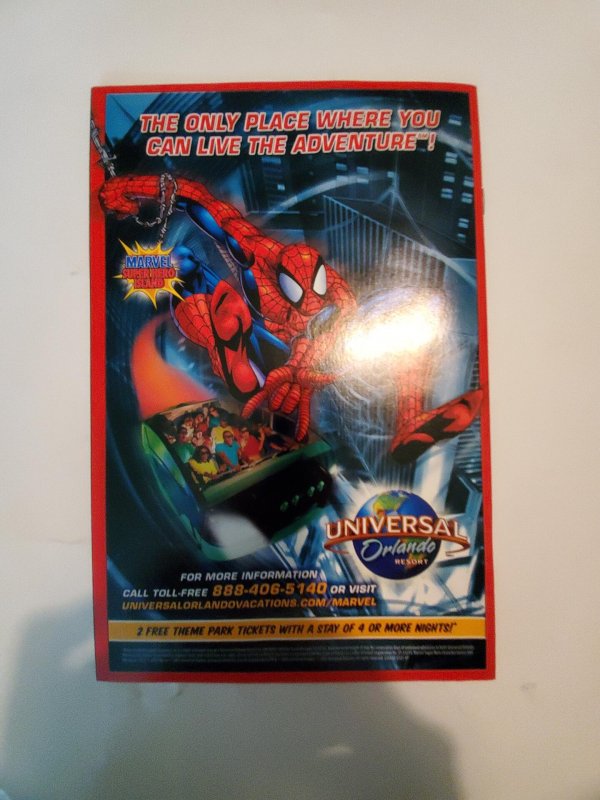 THE ONLY PLACE WHERE YOU
CAN LIVE THE ADVENTURE℠!
MARVEL
SUPER HERO
ISLAND
UNIVERSAL
Orlando
RESORT
FOR MORE INFORMATION
CALL TOLL-FREE 888-406-5140 OR VISIT
UNIVERSALORLANDOVACATIONS.COM/MARVEL
2 FREE THEME PARK TICKETS WITH A STAY OF 4 OR MORE NIGHTS!*